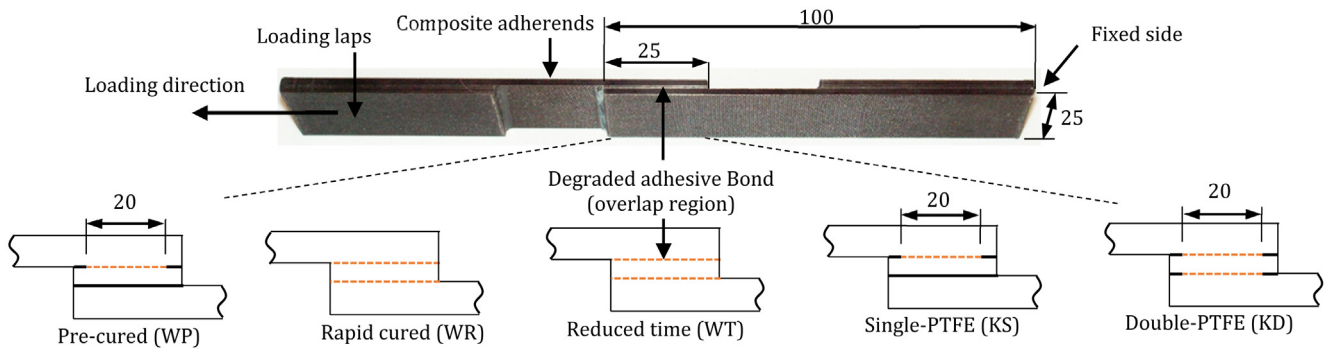 Composite adherends
100
Loading laps
25
Fixed side
Loading direction
25
Degraded adhesive Bond
(overlap region)
20
20
20
Pre-cured (WP)
Rapid cured (WR)
Reduced time (WT)
Single-PTFE (KS)
Double-PTFE (KD)